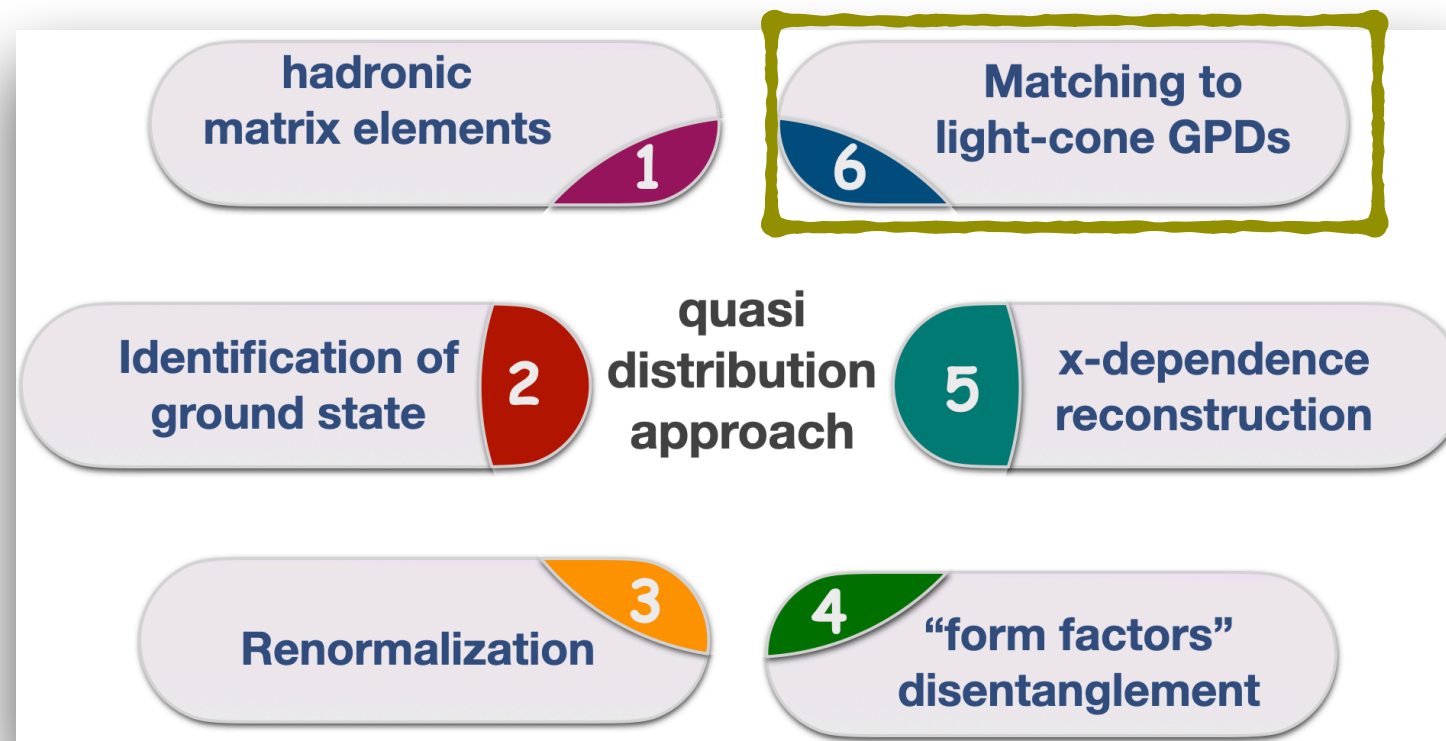 hadronic
matrix elements
1
Identification of
ground state
2
Renormalization
3
quasi
distribution
approach
4
“form factors”
disentanglement
5
x-dependence
reconstruction
6
Matching to
light-cone GPDs